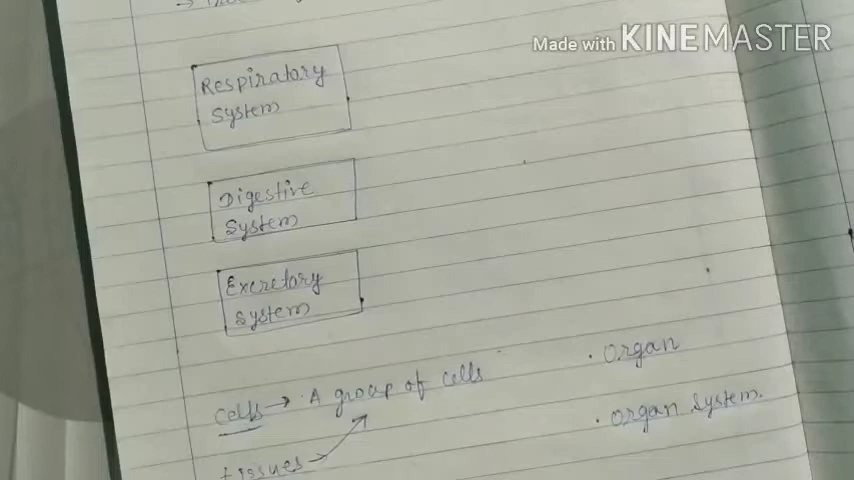 Made with KINEMASTER
Respiratory
System
Digestive
System
Excretory
System
Cells → A group of cells
tissues →
• Organ
• Organ System.